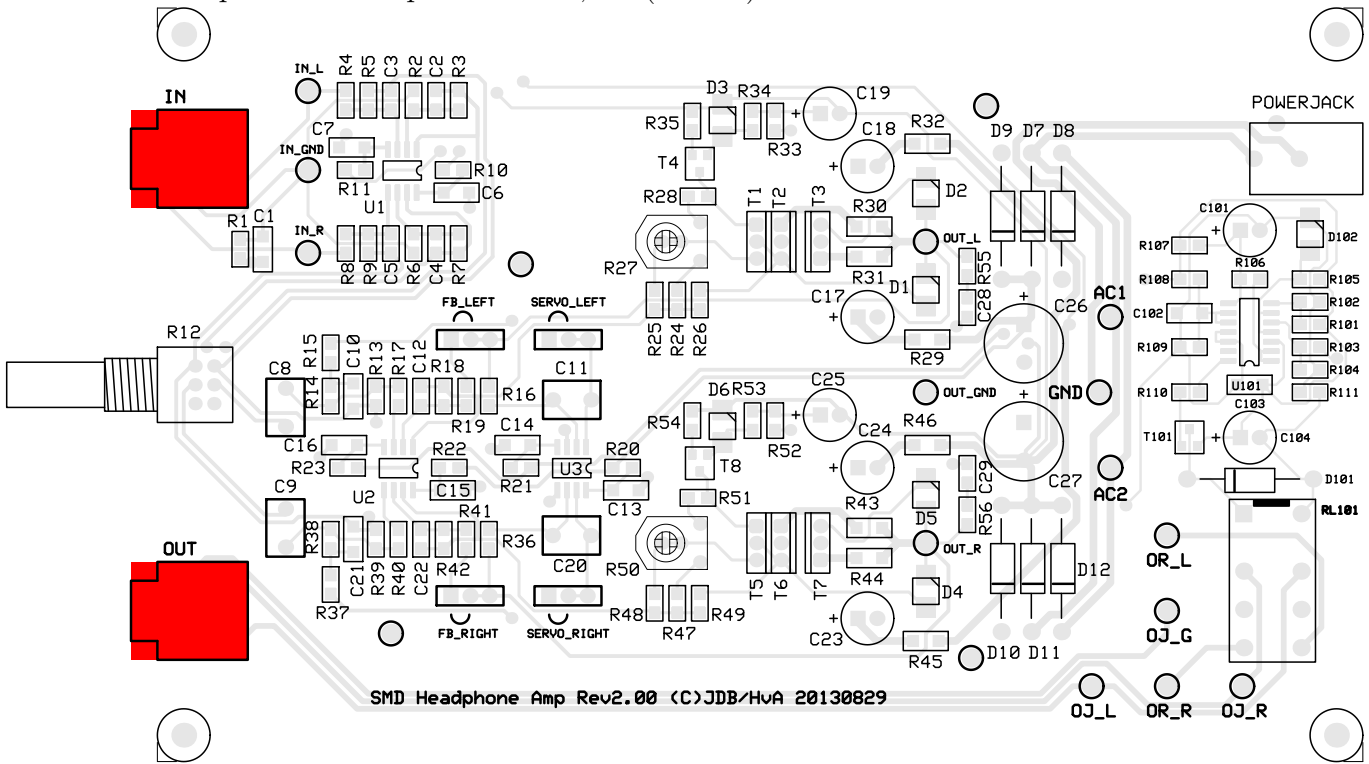 IN
IN_L
R4
R5
C3
R2
C2
R3
C7
IN_GND
R11
R10
C6
U1
R1
C1
IN_R
R8
R9
C5
R6
C4
R7
D3
R34
R35
R33
C19
C18
R32
T4
R28
R27
T1
T2
T3
R30
R31
D2
OUT_L
D1
R55
C28
C17
R29
R25
R24
R26
D9
D7
D8
C26
AC1
POWERJACK
C101
D102
R107
R106
R108
R105
C102
R102
R101
R109
R103
R104
R110
U101
R111
C103
T101
C104
D101
RL101
FB_LEFT
SERVO_LEFT
R12
R15
C10
R13
R17
C12
R18
C11
C8
R14
R16
R19
C16
C14
R23
R22
R21
U3
R20
U2
C15
C13
C9
R38
R41
R36
C21
R39
R40
C22
R42
C20
R37
FB_RIGHT
SERVO_RIGHT
OUT
D6
R53
C25
R54
R52
C24
R46
OUT_GND
GND
T8
R51
R43
C29
C27
AC2
R50
D5
R56
OUT_R
T5
T6
T7
R44
R48
R47
R49
C23
D4
R45
D12
D10
D11
OR_L
OJ_G
OJ_L
OR_R
OJ_R
SMD Headphone Amp Rev2.00 (C)JDB/HvA 20130829